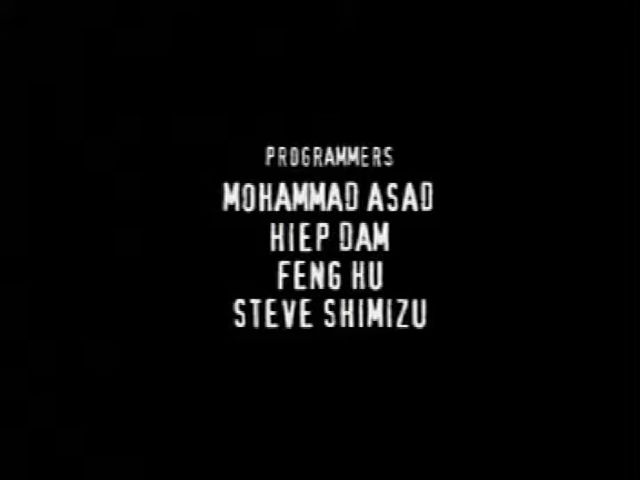 PROGRAMMERS
MOHAMMAD ASAD
HIEP DAM
FENG HU
STEVE SHIMIZU